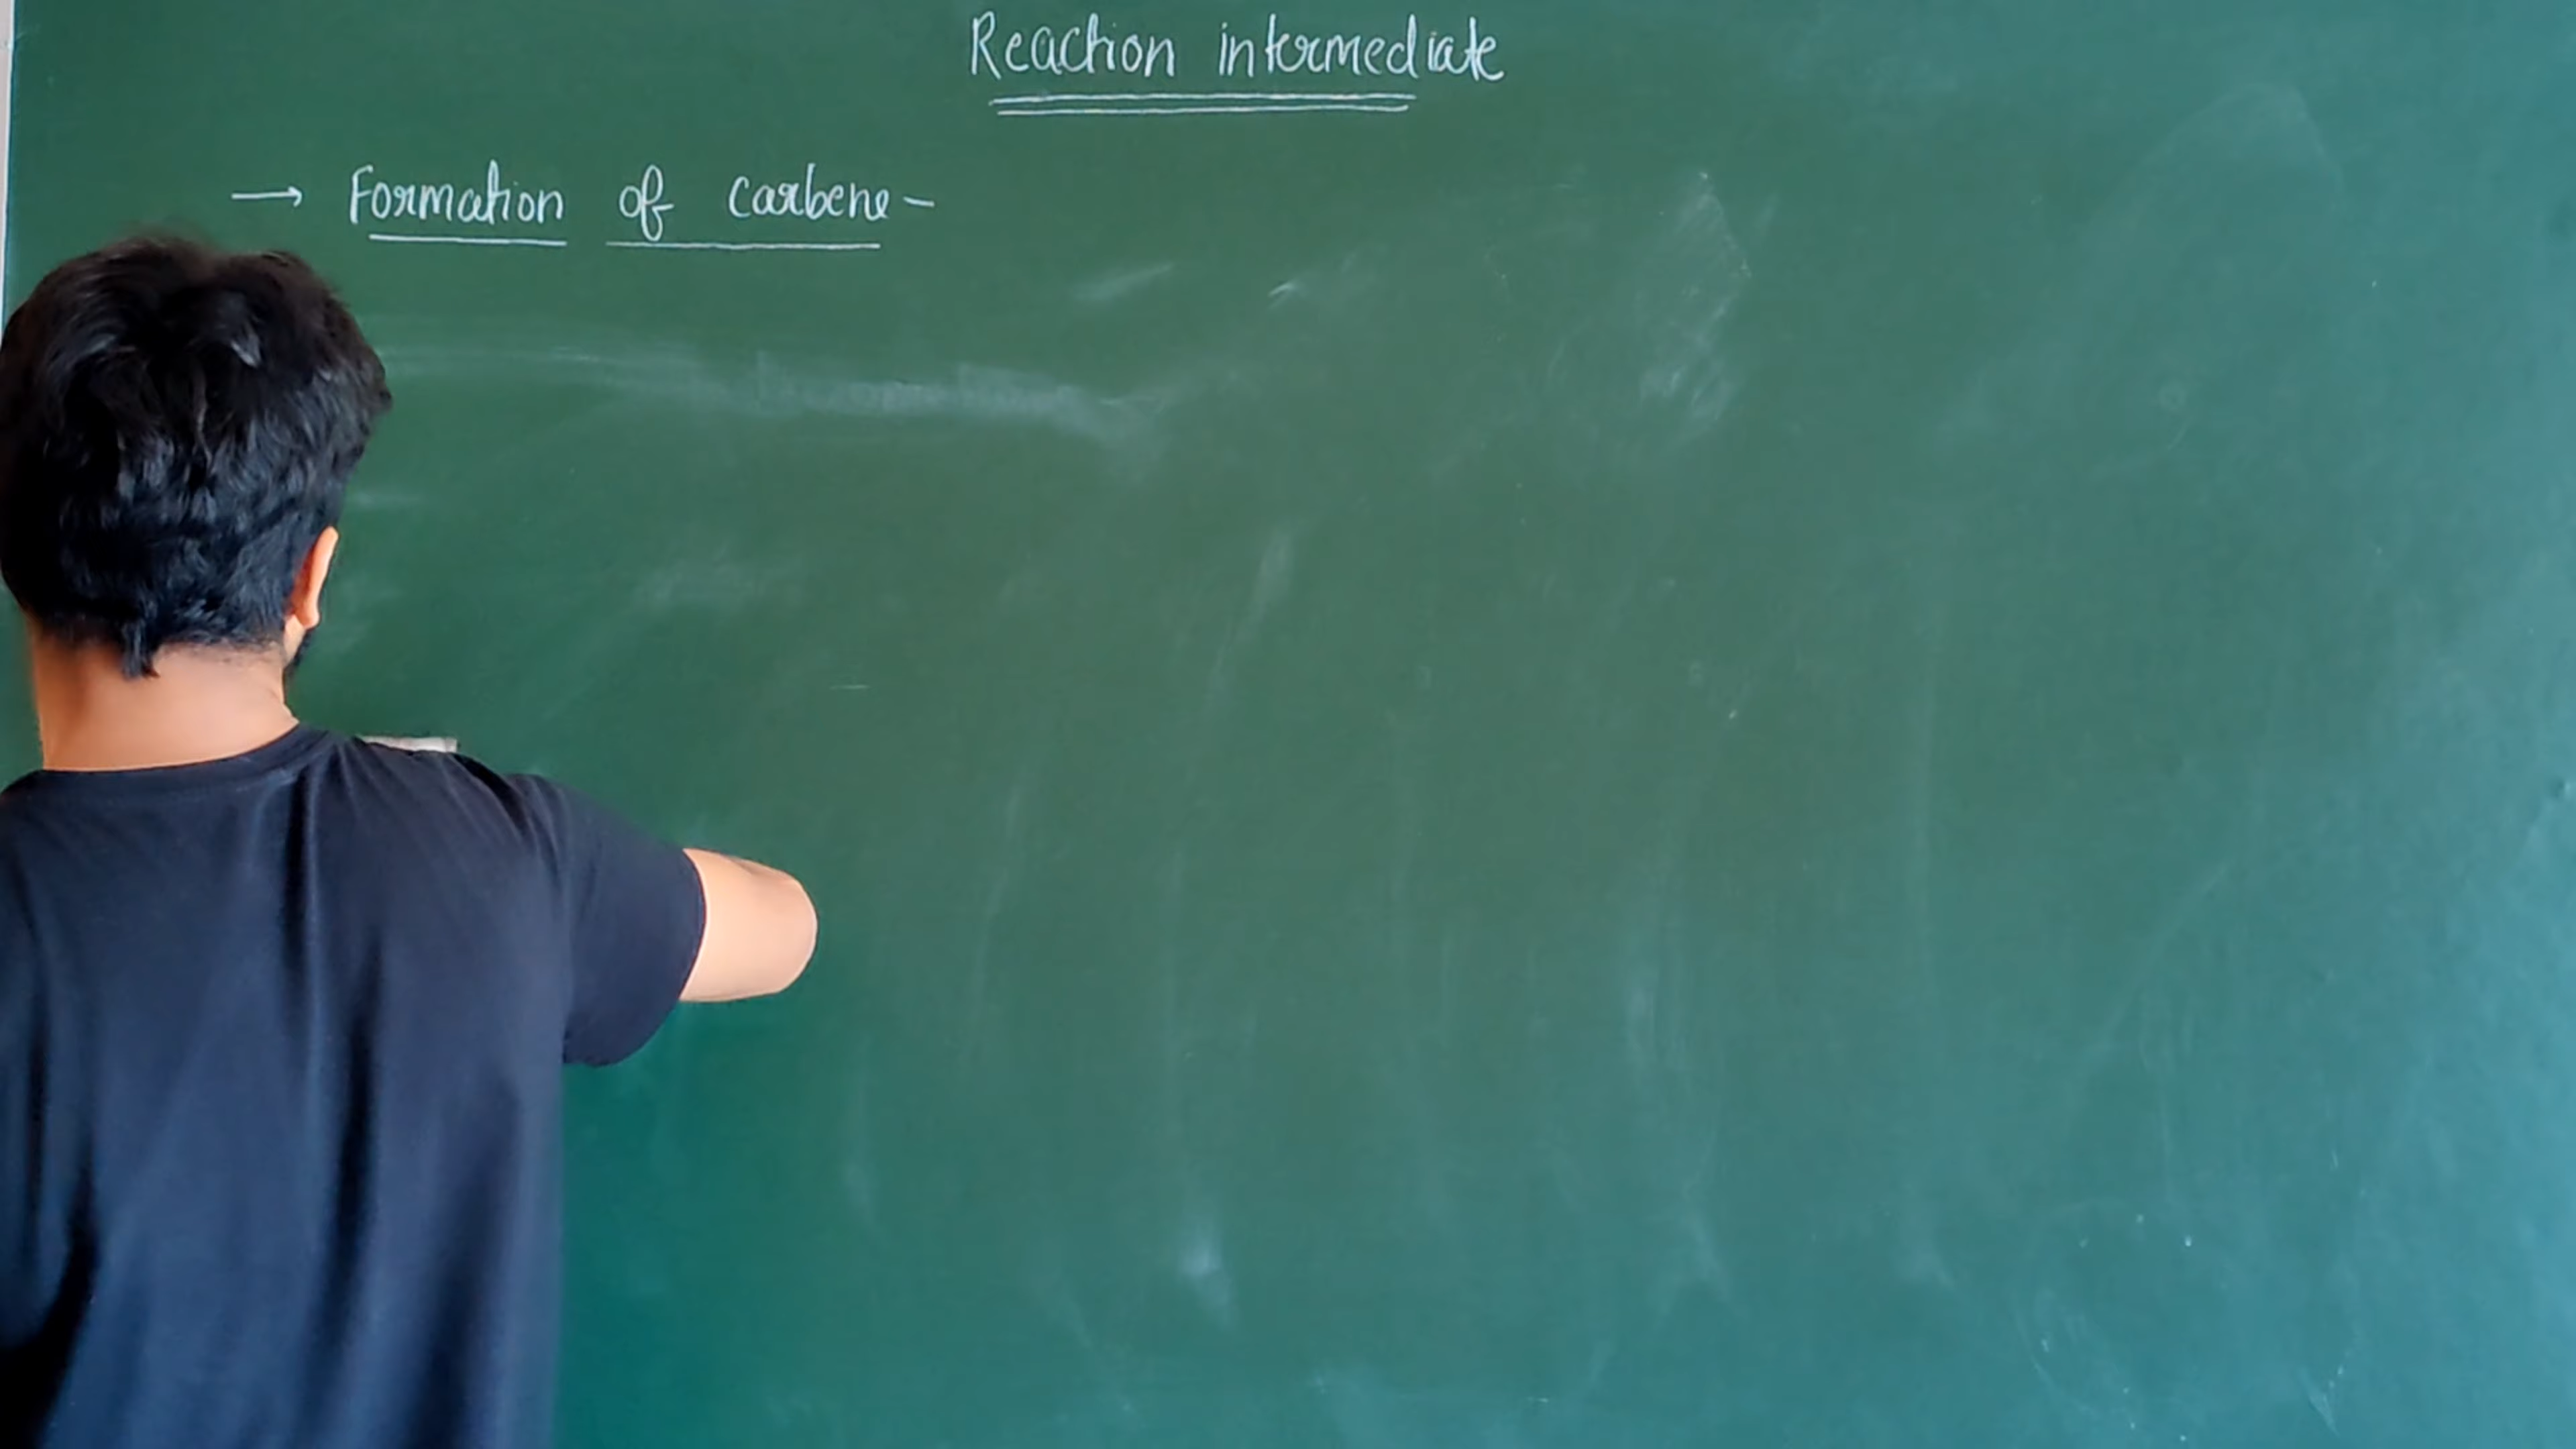 Reaction intermediate
→ Formation of carbene-